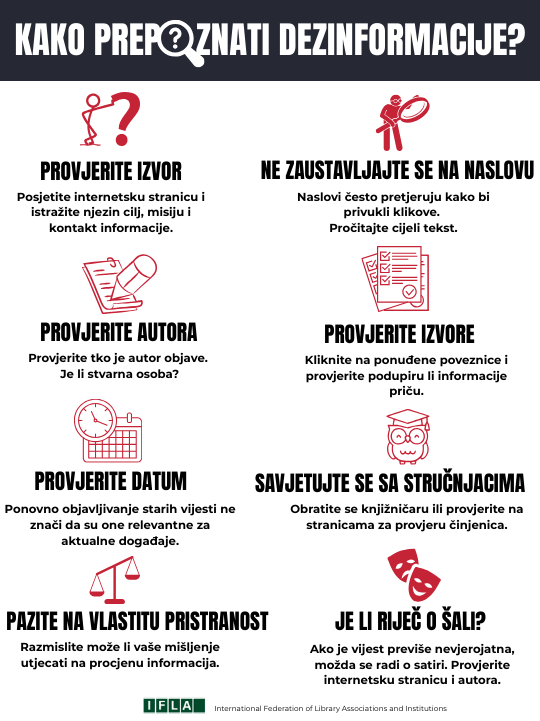 KAKO PREPOZNATI DEZINFORMACIJE?
PROVJERITE IZVOR
Posjetite internetsku stranicu i
istražite njezin cilj, misiju i
kontakt informacije.
NE ZAUSTAVLJAJTE SE NA NASLOVU
Naslovi često pretjeruju kako bi
privukli klikove.
Pročitajte cijeli tekst.
PROVJERITE AUTORA
Provjerite tko je autor objave.
Je li stvarna osoba?
PROVJERITE IZVORE
Kliknite na ponuđene poveznice i
provjerite podupiru li informacije
priču.
PROVJERITE DATUM
Ponovno objavljivanje starih vijesti ne
znači da su one relevantne za
aktualne događaje.
SAVJETUJTE SE SA STRUČNJACIMA
Obratite se knjižničaru ili provjerite na
stranicama za provjeru činjenica.
PAZITE NA VLASTITU PRISTRANOST
Razmislite može li vaše mišljenje
utjecati na procjenu informacija.
JE LI RIJEČ O ŠALI?
Ako je vijest previše nevjerojatna,
možda se radi o satiri. Provjerite
internetsku stranicu i autora.
IFLA
International Federation of Library Associations and Institutions